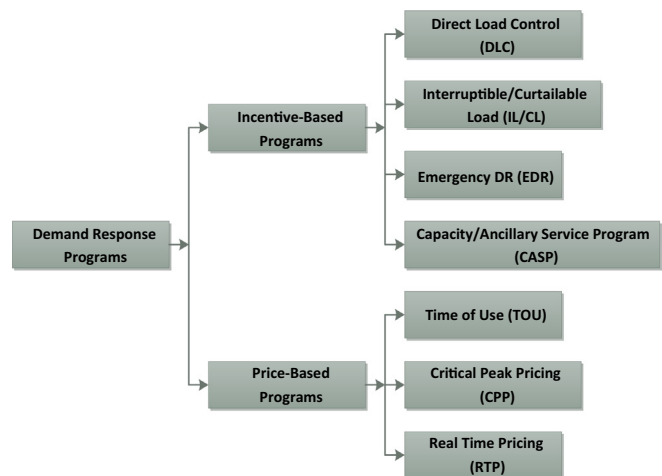 Direct Load Control
(DLC)
Interruptible/Curtailable
Load (IL/CL)
Incentive-Based
Programs
Emergency DR (EDR)
Demand Response
Programs
Capacity/Ancillary Service Program
(CASP)
Time of Use (TOU)
Price-Based
Programs
Critical Peak Pricing
(CPP)
Real Time Pricing
(RTP)